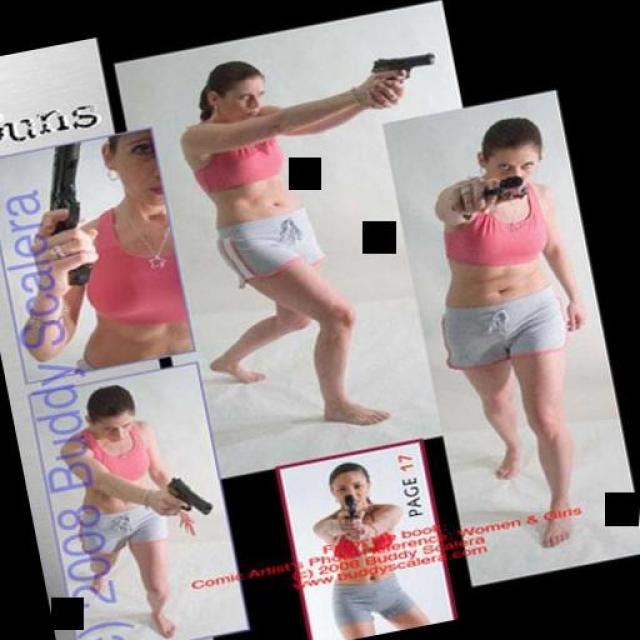 Guns
(C) 2008 Buddy Scalera
PAGE 17
From the book:
Comic Artist's Photo Reference: Women & Girls
(C) 2008 Buddy Scalera
www.buddyscalera.com